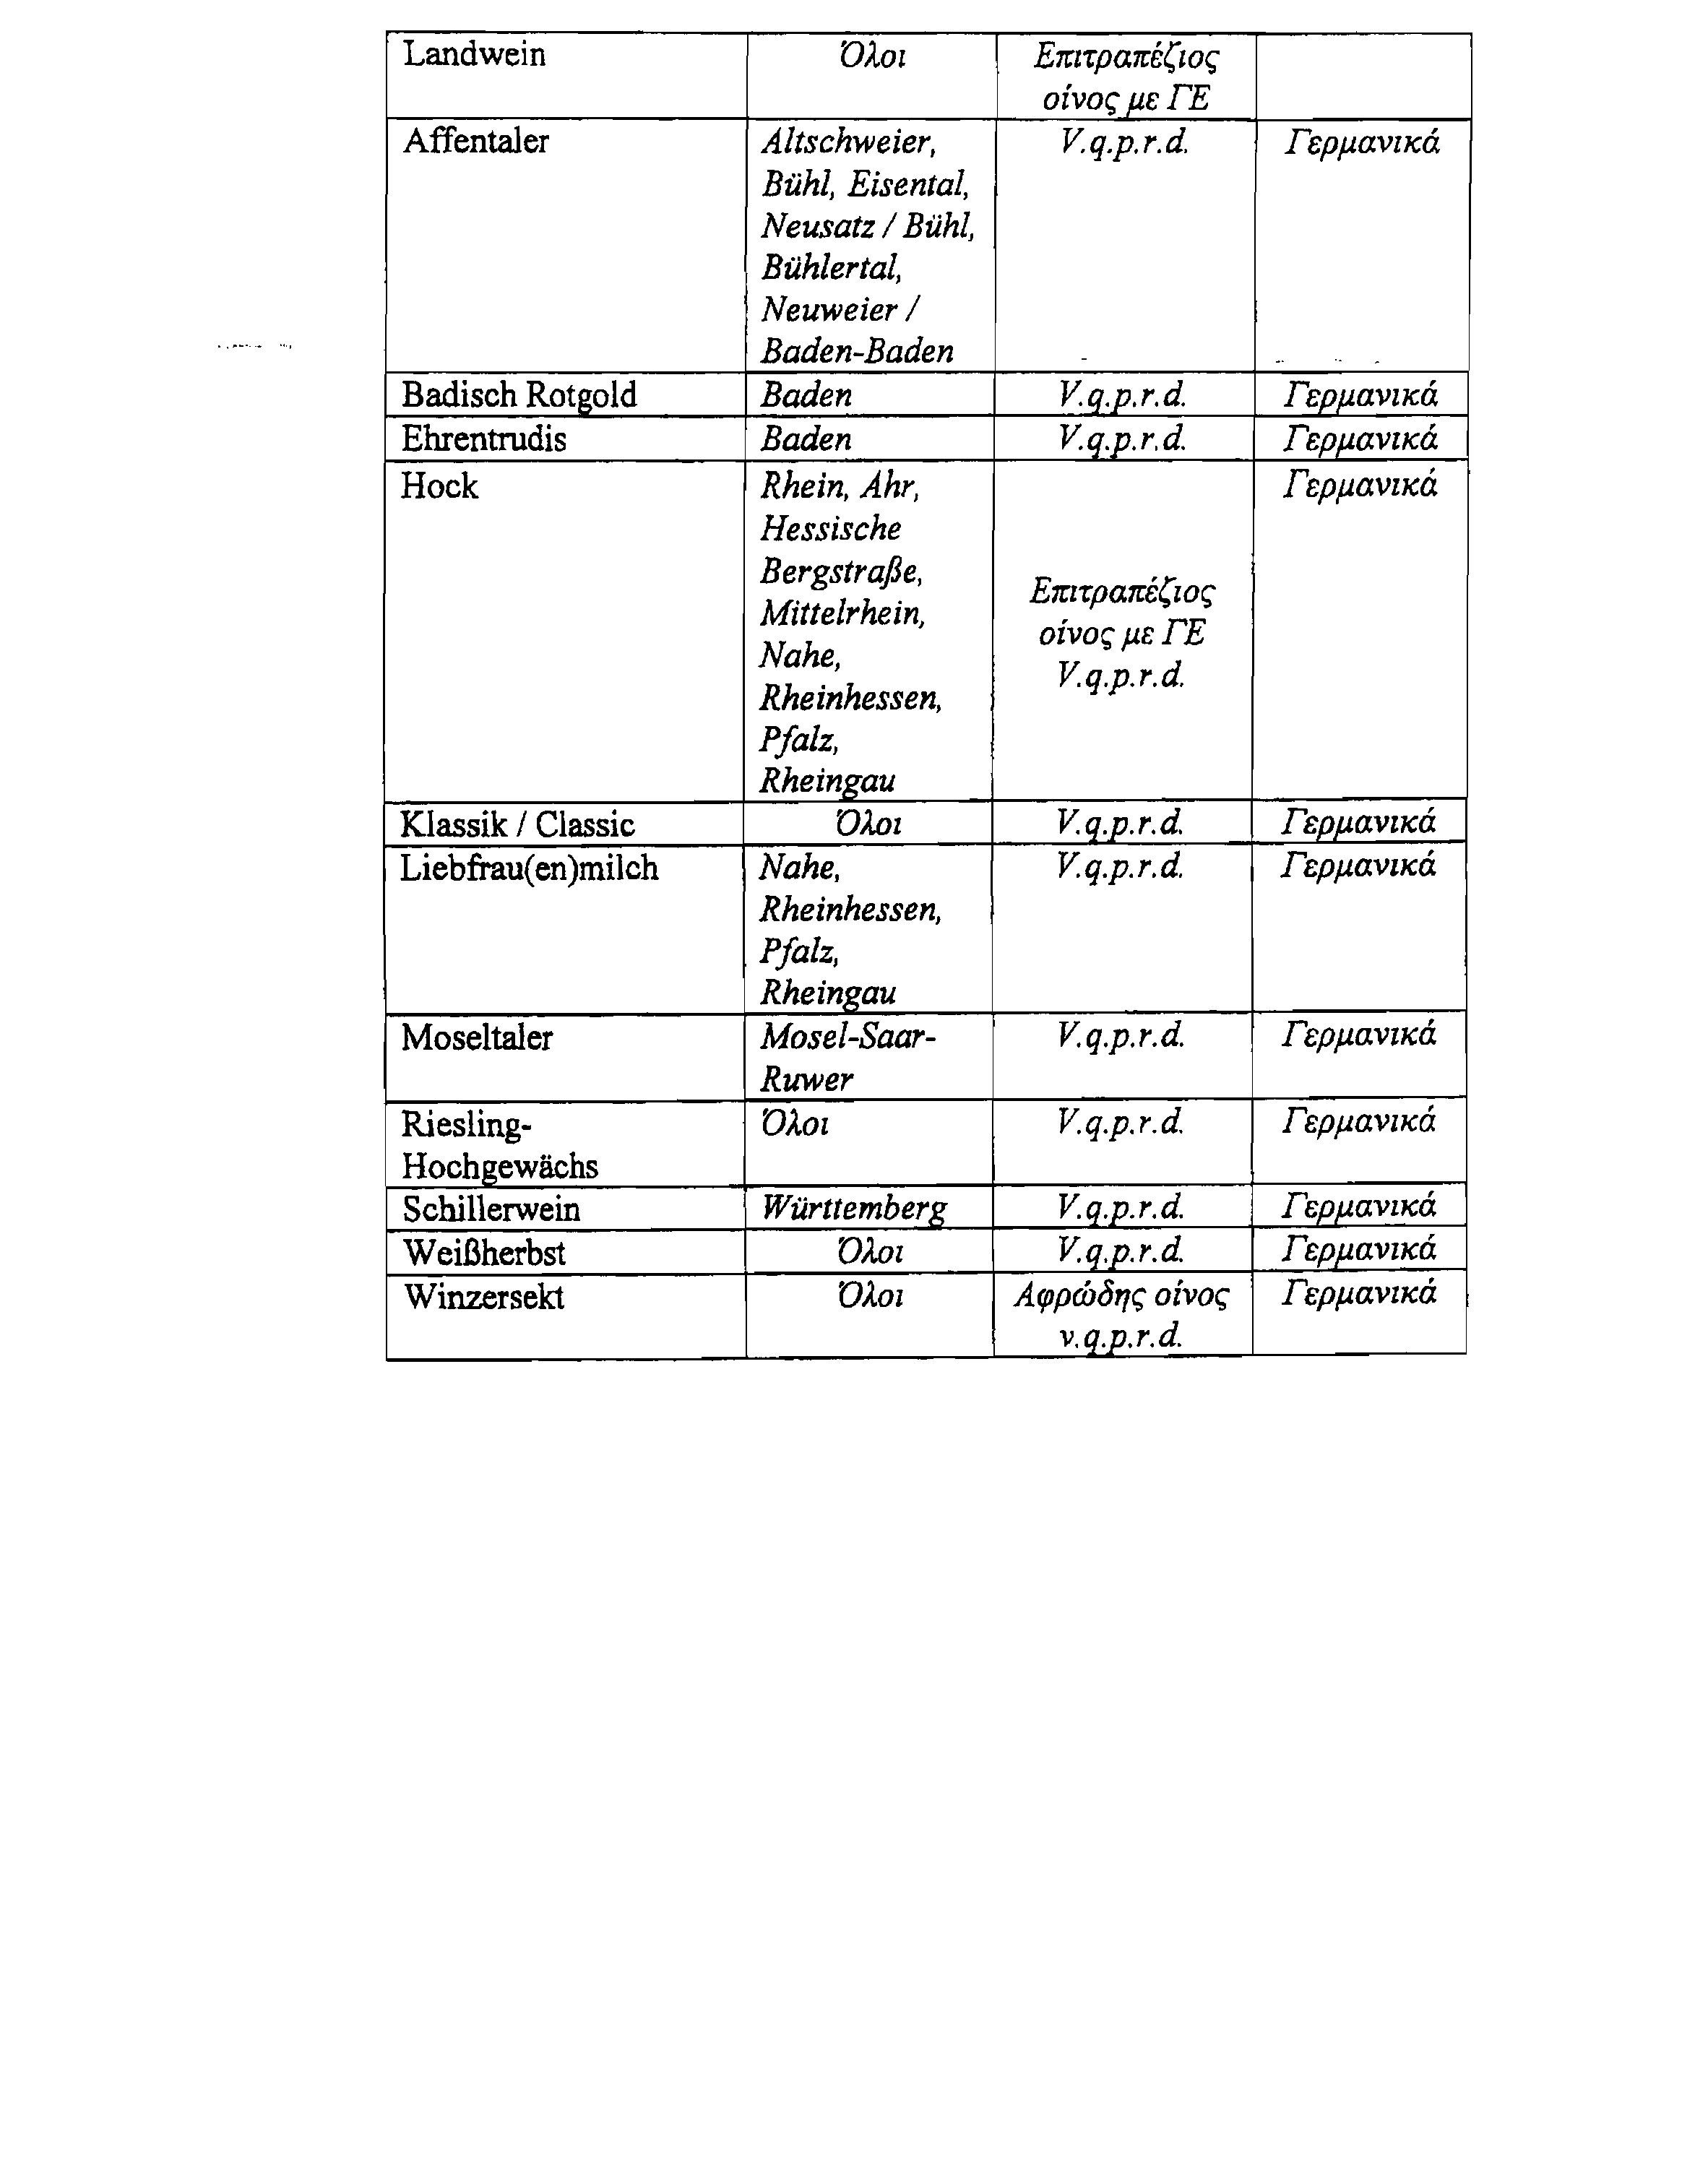 Landwein Όλοι Επιτραπέζιος
οίνος με ΓΕ
Affentaler Altschweier, V.q.p.r.d. Γερμανικά
Bühl, Eisental,
Neusatz / Bühl,
Bühlertal,
Neuweier /
Baden-Baden
Badisch Rotgold Baden V.q.p.r.d. Γερμανικά
Ehrentrudis Baden V.q.p.r.d. Γερμανικά
Hock Rhein, Ahr, Γερμανικά
Hessische
Bergstraße, Επιτραπέζιος
Mittelrhein, οίνος με ΓΕ
Nahe, V.q.p.r.d.
Rheinhessen,
Pfalz,
Rheingau
Klassik / Classic Όλοι V.q.p.r.d. Γερμανικά
Liebfrau(en)milch Nahe, V.q.p.r.d. Γερμανικά
Rheinhessen,
Pfalz,
Rheingau
Moseltaler Mosel-Saar- V.q.p.r.d. Γερμανικά
Ruwer
Riesling- Όλοι V.q.p.r.d. Γερμανικά
Hochgewächs
Schillerwein Württemberg V.q.p.r.d. Γερμανικά
Weißherbst Όλοι V.q.p.r.d. Γερμανικά
Winzersekt Όλοι Αφρώδης οίνος Γερμανικά
v.q.p.r.d.